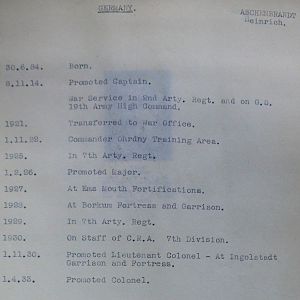 GERMANY.
ASCHENBRANDT
Heinrich.
30.6.84. Born.
8.11.14. Promoted Captain.
War Service in 2nd Arty. Regt. and on G.S.
19th Army High Command.
1921. Transferred to War Office.
1.11.22. Commander Ohrdny Training Area.
1925. In 7th Arty. Regt.
1.2.26. Promoted Major.
1927. At Ems Mouth Fortifications.
1928. At Borkum Fortress and Garrison.
1929. In 7th Arty. Regt.
1930. On Staff of C.R.A. 7th Division.
1.11.30. Promoted Lieutenant Colonel - At Ingolstadt
Garrison and Fortress.
1.4.33. Promoted Colonel.